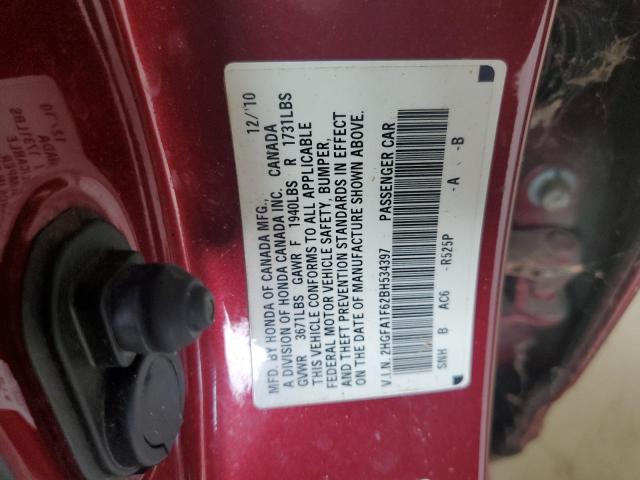 MFD. BY HONDA OF CANADA MFG., 12/'10
A DIVISION OF HONDA CANADA INC. CANADA
GVWR 3671LBS GAWR F 1940LBS R 1731LBS
THIS VEHICLE CONFORMS TO ALL APPLICABLE
FEDERAL MOTOR VEHICLE SAFETY, BUMPER,
AND THEFT PREVENTION STANDARDS IN EFFECT
ON THE DATE OF MANUFACTURE SHOWN ABOVE.
V.I.N. 2HGFA1F62BH534397 PASSENGER CAR
SNH B AC6 -R525P -A -B